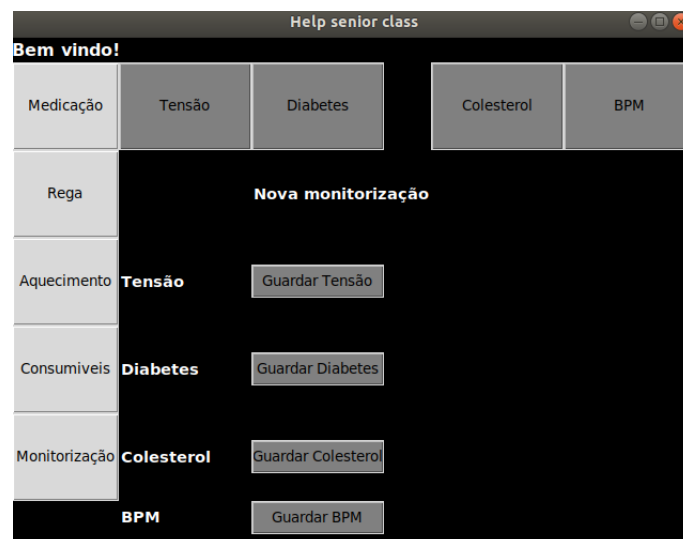 Help senior class
Bem vindo!
Medicação Tensão Diabetes Colesterol BPM
Rega Nova monitorização
Aquecimento Tensão Guardar Tensão
Consumiveis Diabetes Guardar Diabetes
Monitorização Colesterol Guardar Colesterol
BPM Guardar BPM